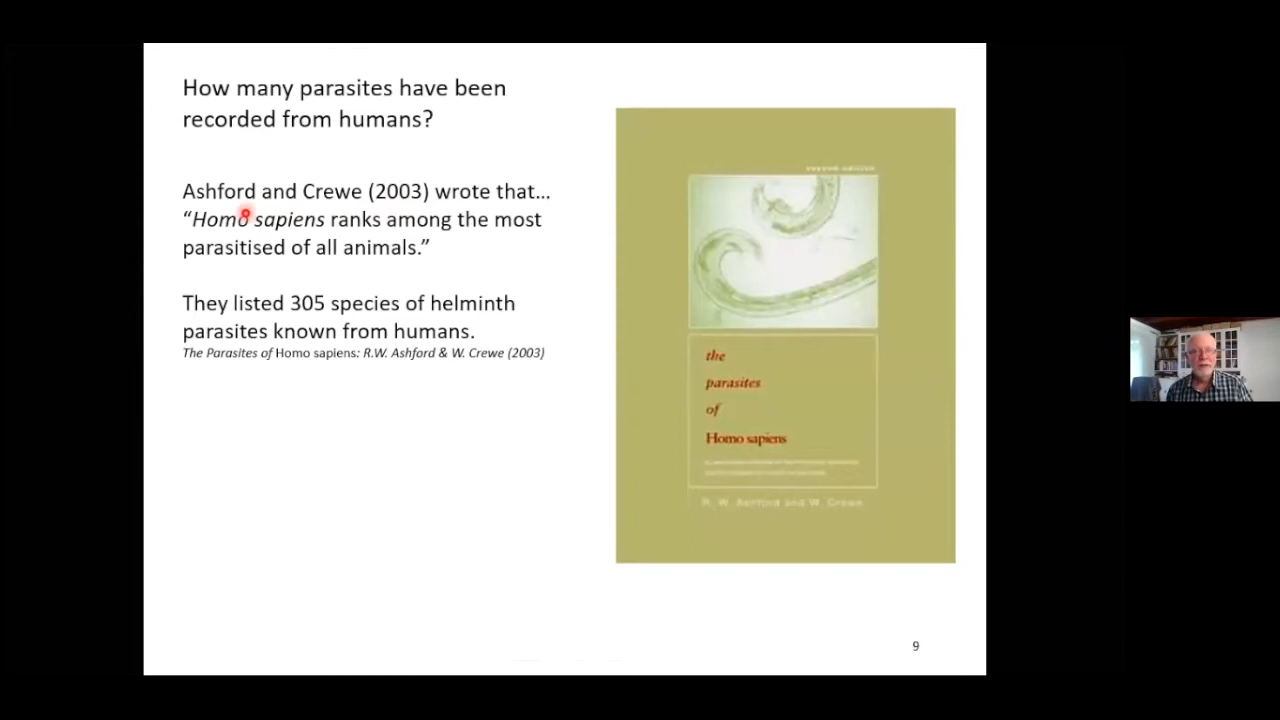 How many parasites have been
recorded from humans?
Ashford and Crewe (2003) wrote that…
“Homo sapiens ranks among the most
parasitised of all animals.”
They listed 305 species of helminth
parasites known from humans.
The Parasites of Homo sapiens: R.W. Ashford & W. Crewe (2003)
second edition
the
parasites
of
Homo sapiens
R. W. Ashford and W. Crewe
9